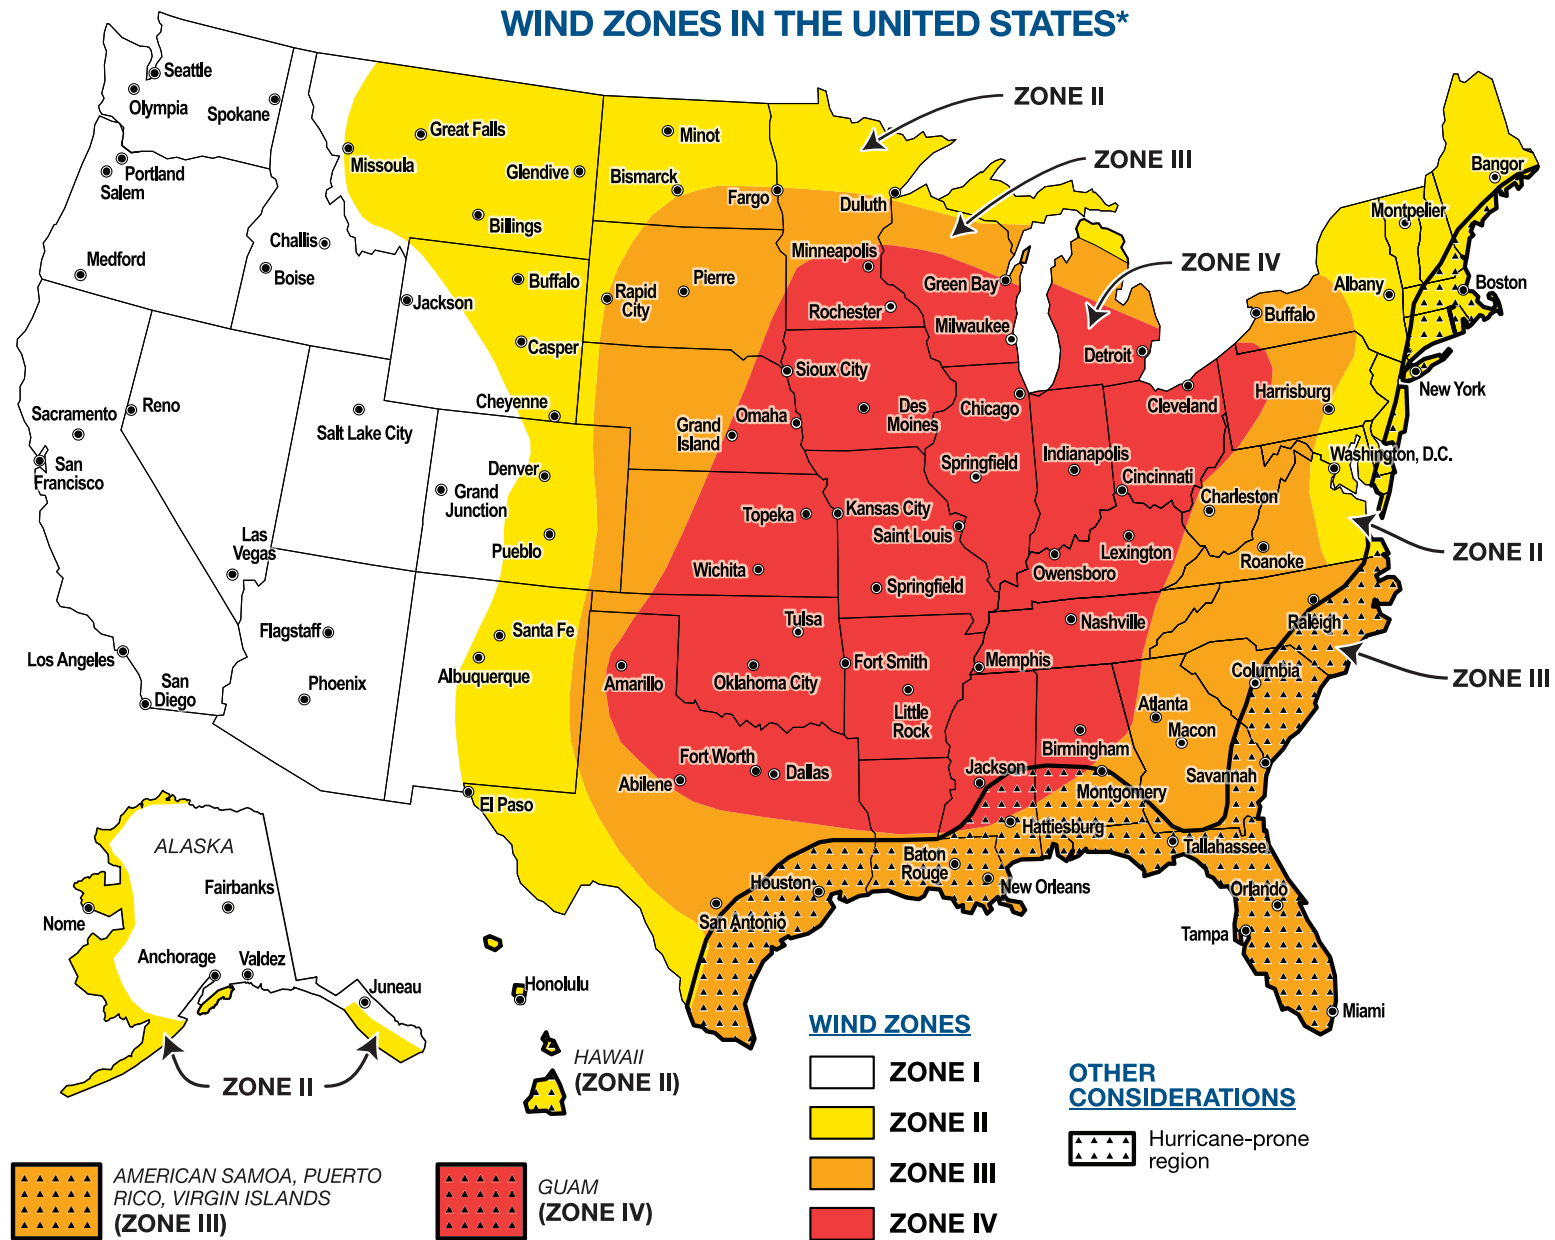 WIND ZONES IN THE UNITED STATES*
ZONE II
ZONE III
ZONE IV
ZONE II
ZONE III
Seattle
Olympia
Spokane
Portland
Salem
Medford
Challis
Boise
Missoula
Great Falls
Glendive
Billings
Minot
Bismarck
Fargo
Duluth
Jackson
Buffalo
Casper
Cheyenne
Rapid
City
Pierre
Minneapolis
Rochester
Green Bay
Milwaukee
Detroit
Bangor
Montpelier
Albany
Boston
Buffalo
New York
Harrisburg
Washington, D.C.
Sacramento
San
Francisco
Reno
Salt Lake City
Las
Vegas
Los Angeles
San
Diego
Flagstaff
Phoenix
Grand
Junction
Denver
Pueblo
Santa Fe
Albuquerque
El Paso
Grand
Island
Omaha
Sioux City
Des
Moines
Chicago
Cleveland
Springfield
Indianapolis
Cincinnati
Charleston
Roanoke
Topeka
Kansas City
Saint Louis
Wichita
Springfield
Owensboro
Lexington
Raleigh
Columbia
Tulsa
Nashville
Amarillo
Oklahoma City
Fort Smith
Memphis
Little
Rock
Atlanta
Macon
Birmingham
Savannah
Fort Worth
Dallas
Abilene
Jackson
Montgomery
Hattiesburg
Tallahassee
Baton
Rouge
New Orleans
Houston
San Antonio
Orlando
Tampa
Miami
ALASKA
Fairbanks
Nome
Anchorage
Valdez
Juneau
ZONE II
Honolulu
HAWAII
(ZONE II)
WIND ZONES
ZONE I
ZONE II
ZONE III
ZONE IV
OTHER
CONSIDERATIONS
Hurricane-prone
region
AMERICAN SAMOA, PUERTO
RICO, VIRGIN ISLANDS
(ZONE III)
GUAM
(ZONE IV)